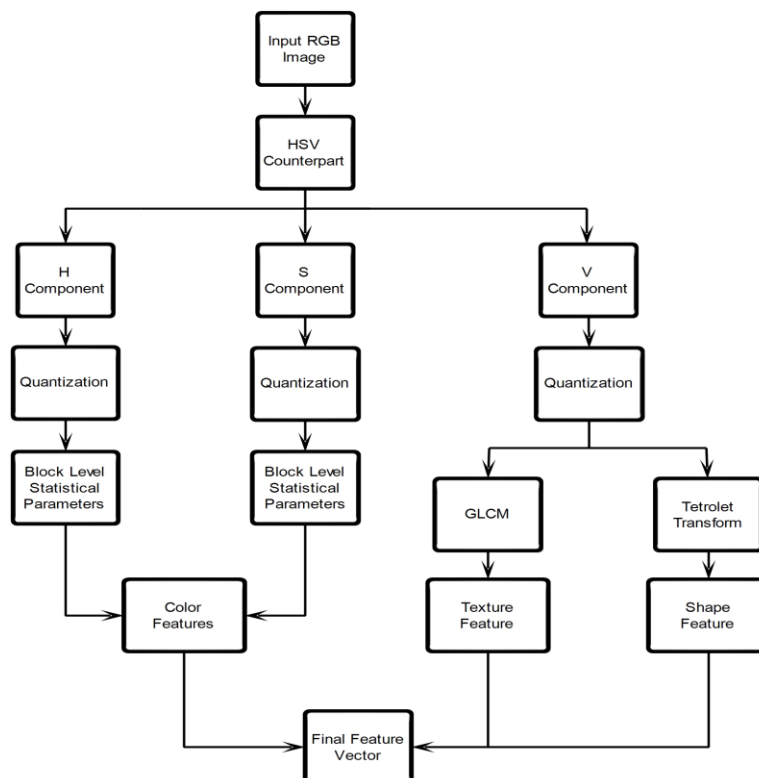 Input RGB
Image
HSV
Counterpart
H
Component
S
Component
V
Component
Quantization
Quantization
Quantization
Block Level
Statistical
Parameters
Block Level
Statistical
Parameters
GLCM
Tetrolet
Transform
Color
Features
Texture
Feature
Shape
Feature
Final Feature
Vector